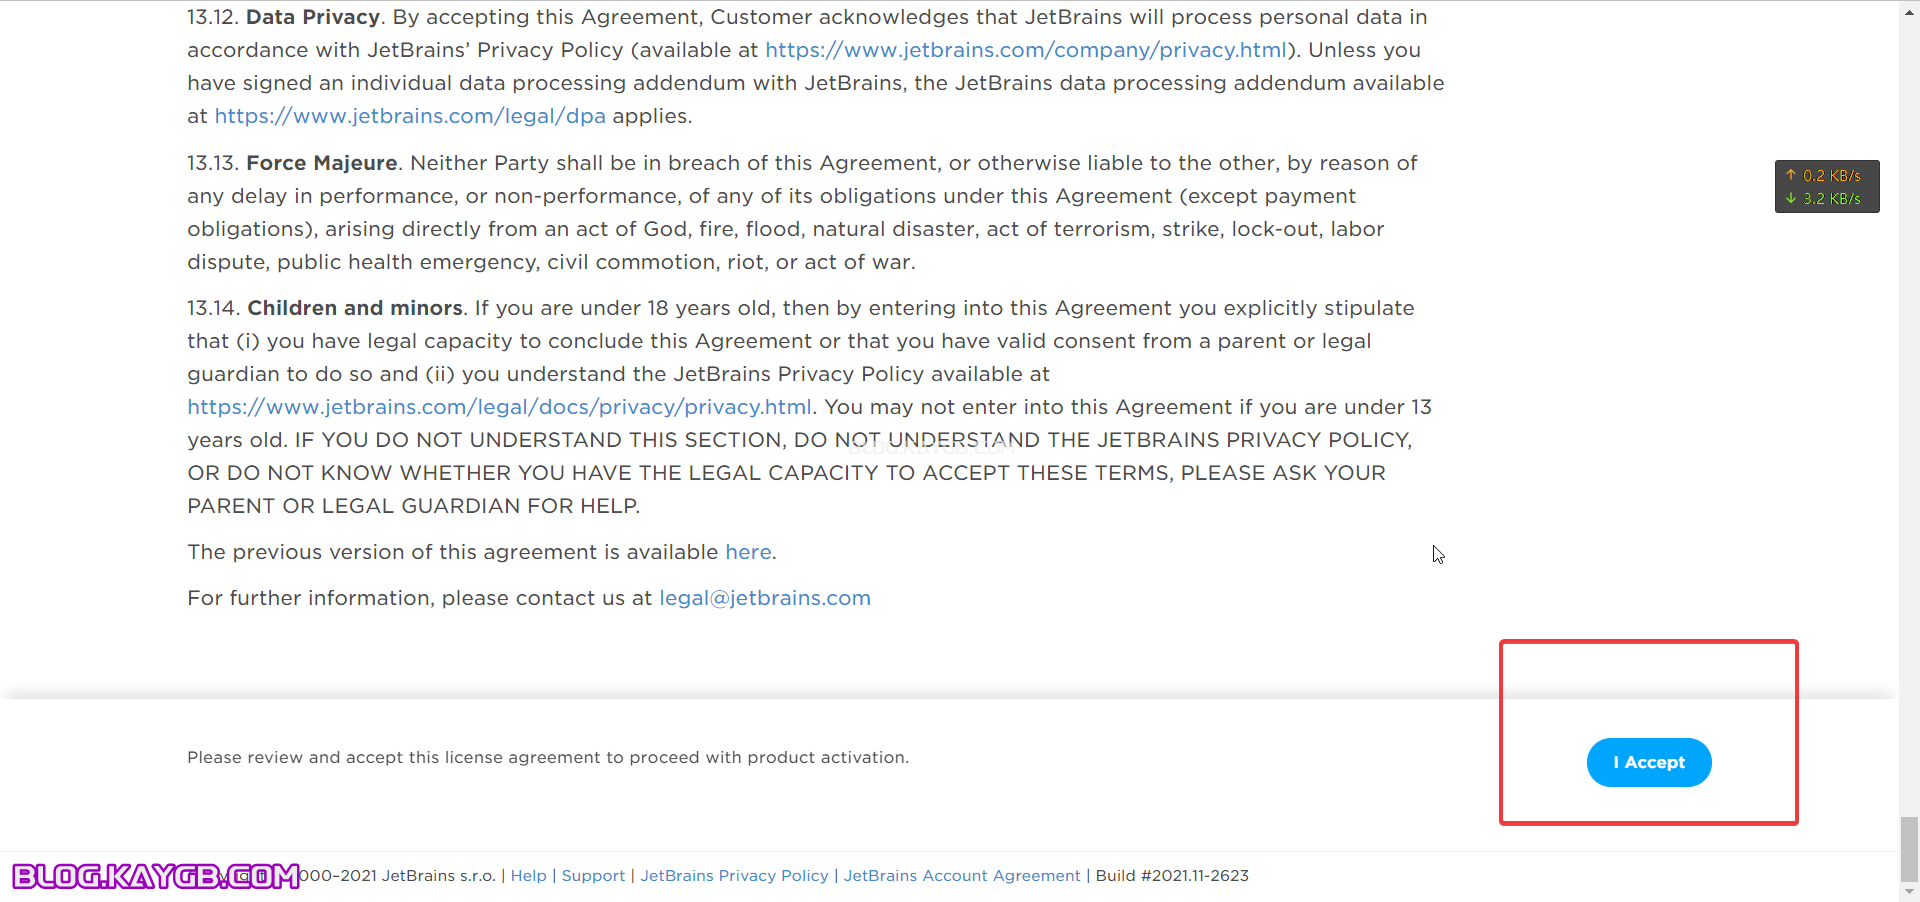 13.12. Data Privacy. By accepting this Agreement, Customer acknowledges that JetBrains will process personal data in
accordance with JetBrains’ Privacy Policy (available at https://www.jetbrains.com/company/privacy.html). Unless you
have signed an individual data processing addendum with JetBrains, the JetBrains data processing addendum available
at https://www.jetbrains.com/legal/dpa applies.
13.13. Force Majeure. Neither Party shall be in breach of this Agreement, or otherwise liable to the other, by reason of
any delay in performance, or non-performance, of any of its obligations under this Agreement (except payment
obligations), arising directly from an act of God, fire, flood, natural disaster, act of terrorism, strike, lock-out, labor
dispute, public health emergency, civil commotion, riot, or act of war.
↑ 0.2 KB/s
↓ 3.2 KB/s
13.14. Children and minors. If you are under 18 years old, then by entering into this Agreement you explicitly stipulate
that (i) you have legal capacity to conclude this Agreement or that you have valid consent from a parent or legal
guardian to do so and (ii) you understand the JetBrains Privacy Policy available at
https://www.jetbrains.com/legal/docs/privacy/privacy.html. You may not enter into this Agreement if you are under 13
years old. IF YOU DO NOT UNDERSTAND THIS SECTION, DO NOT UNDERSTAND THE JETBRAINS PRIVACY POLICY,
BLOG.KAYGB.COM
OR DO NOT KNOW WHETHER YOU HAVE THE LEGAL CAPACITY TO ACCEPT THESE TERMS, PLEASE ASK YOUR
PARENT OR LEGAL GUARDIAN FOR HELP.
The previous version of this agreement is available here.
For further information, please contact us at legal@jetbrains.com
Please review and accept this license agreement to proceed with product activation.
I Accept
BLOG.KAYGB.COM
000–2021 JetBrains s.r.o. | Help | Support | JetBrains Privacy Policy | JetBrains Account Agreement | Build #2021.11-2623